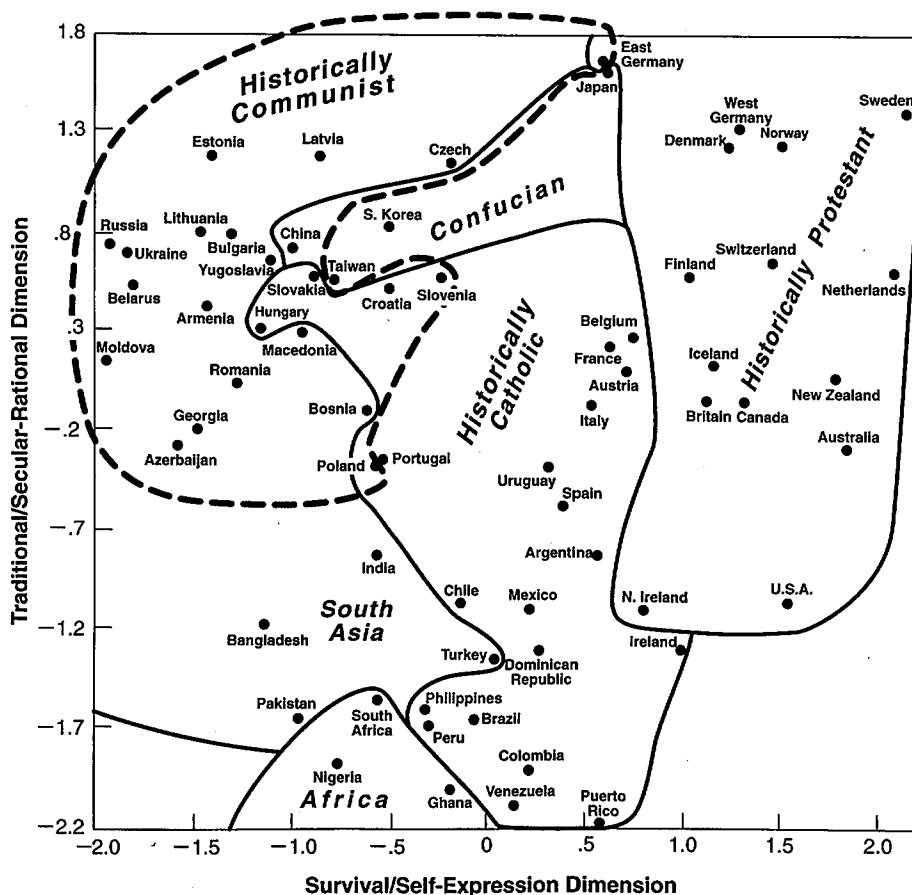 1.8
1.3
.8
.3
−.2
−.7
−1.2
−1.7
−2.2
Traditional/Secular-Rational Dimension
Historically
Communist
East
Germany
Japan
Sweden
West
Germany
Norway
Denmark
Estonia
Latvia
Czech
Confucian
S. Korea
Historically Protestant
Russia
Lithuania
China
Ukraine
Bulgaria
Yugoslavia
Taiwan
Switzerland
Finland
Belarus
Slovakia
Croatia
Slovenia
Netherlands
Armenia
Hungary
Macedonia
Historically
Catholic
Belgium
France
Austria
Moldova
Romania
Iceland
Bosnia
Italy
Britain Canada
New Zealand
Georgia
Azerbaijan
Poland
Portugal
Australia
Uruguay
Spain
India
Argentina
South
Asia
Chile
Mexico
N. Ireland
U.S.A.
Bangladesh
Turkey
Dominican
Republic
Ireland
Pakistan
South
Africa
Philippines
Peru
Brazil
Nigeria
Africa
Ghana
Colombia
Venezuela
Puerto
Rico
−2.0 −1.5 −1.0 −.5 .0 .5 1.0 1.5 2.0
Survival/Self-Expression Dimension